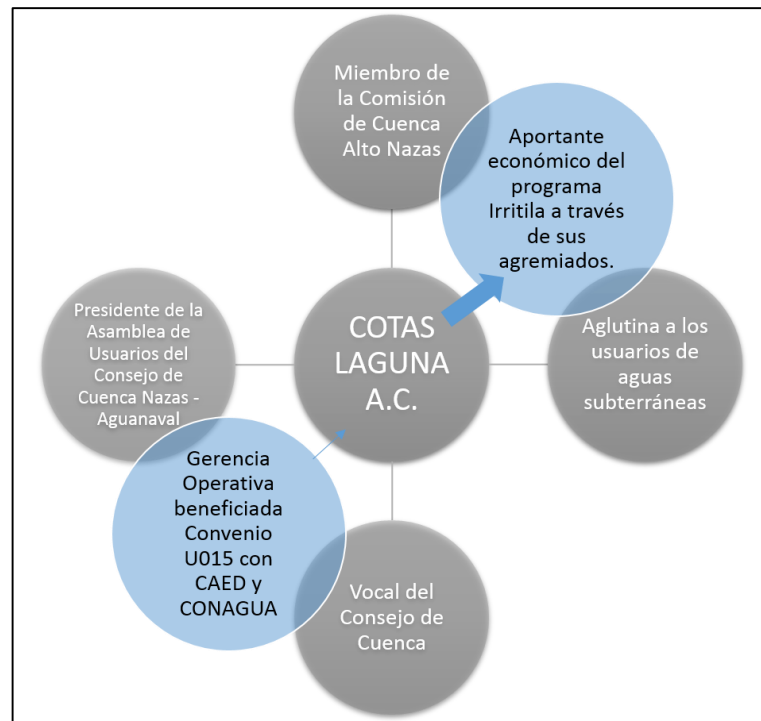 Miembro de
la Comisión
de Cuenca
Alto Nazas
Aportante
económico del
programa
Irritila a través
de sus
agremiados.
Presidente de la
Asamblea de
Usuarios del
Consejo de
Cuenca Nazas -
Aguanaval
COTAS
LAGUNA
A.C.
Aglutina a los
usuarios de
aguas
subterráneas
Gerencia
Operativa
beneficiada
Convenio
U015 con
CAED y
CONAGUA
Vocal del
Consejo de
Cuenca